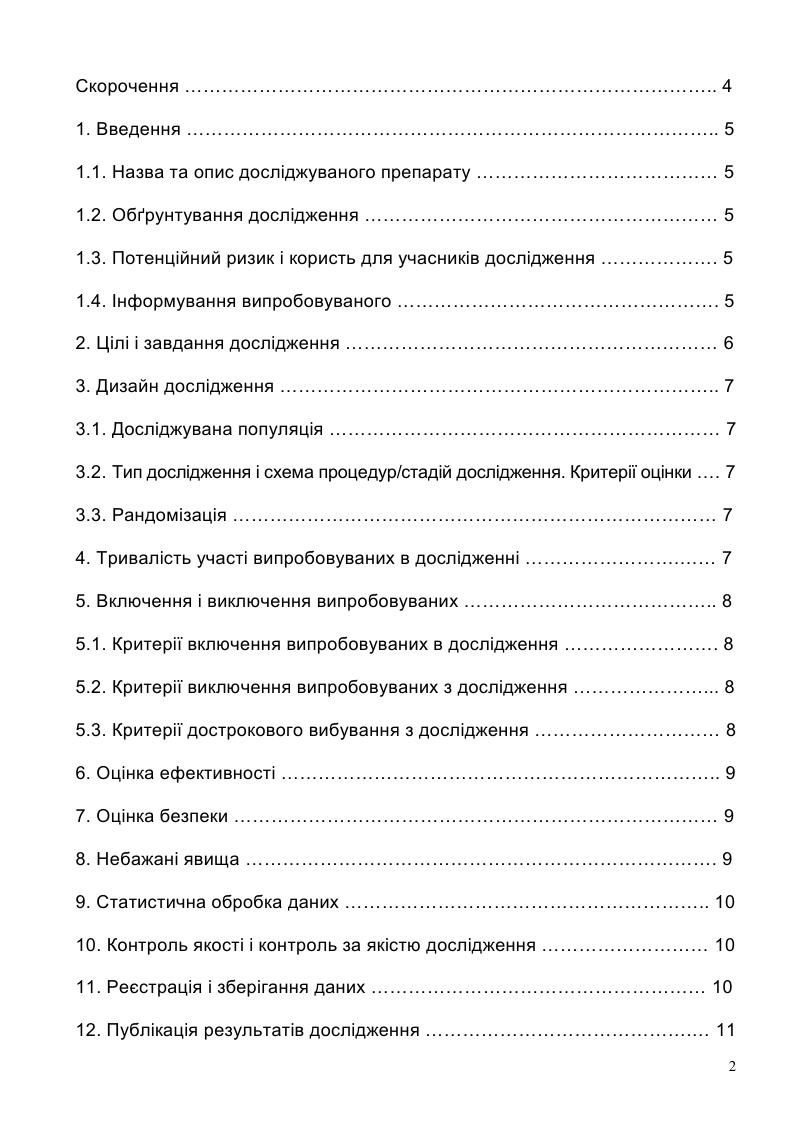 Скорочення ………………………………………………………………………….. 4
1. Введення ………………………………………………………………………….. 5
1.1. Назва та опис досліджуваного препарату ………………………………… 5
1.2. Обґрунтування дослідження ………………………………………………… 5
1.3. Потенційний ризик і користь для учасників дослідження ………………. 5
1.4. Інформування випробовуваного ……………………………………………. 5
2. Цілі і завдання дослідження …………………………………………………… 6
3. Дизайн дослідження …………………………………………………………….. 7
3.1. Досліджувана популяція ……………………………………………………… 7
3.2. Тип дослідження і схема процедур/стадій дослідження. Критерії оцінки …. 7
3.3. Рандомізація …………………………………………………………………… 7
4. Тривалість участі випробовуваних в дослідженні …………………………. 7
5. Включення і виключення випробовуваних ………………………………….. 8
5.1. Критерії включення випробовуваних в дослідження ……………………. 8
5.2. Критерії виключення випробовуваних з дослідження …………………... 8
5.3. Критерії дострокового вибування з дослідження ………………………… 8
6. Оцінка ефективності …………………………………………………………….. 9
7. Оцінка безпеки …………………………………………………………………… 9
8. Небажані явища …………………………………………………………………. 9
9. Статистична обробка даних ………………………………………………….. 10
10. Контроль якості і контроль за якістю дослідження ……………………… 10
11. Реєстрація і зберігання даних ……………………………………………… 10
12. Публікація результатів дослідження ………………………………………. 11
2